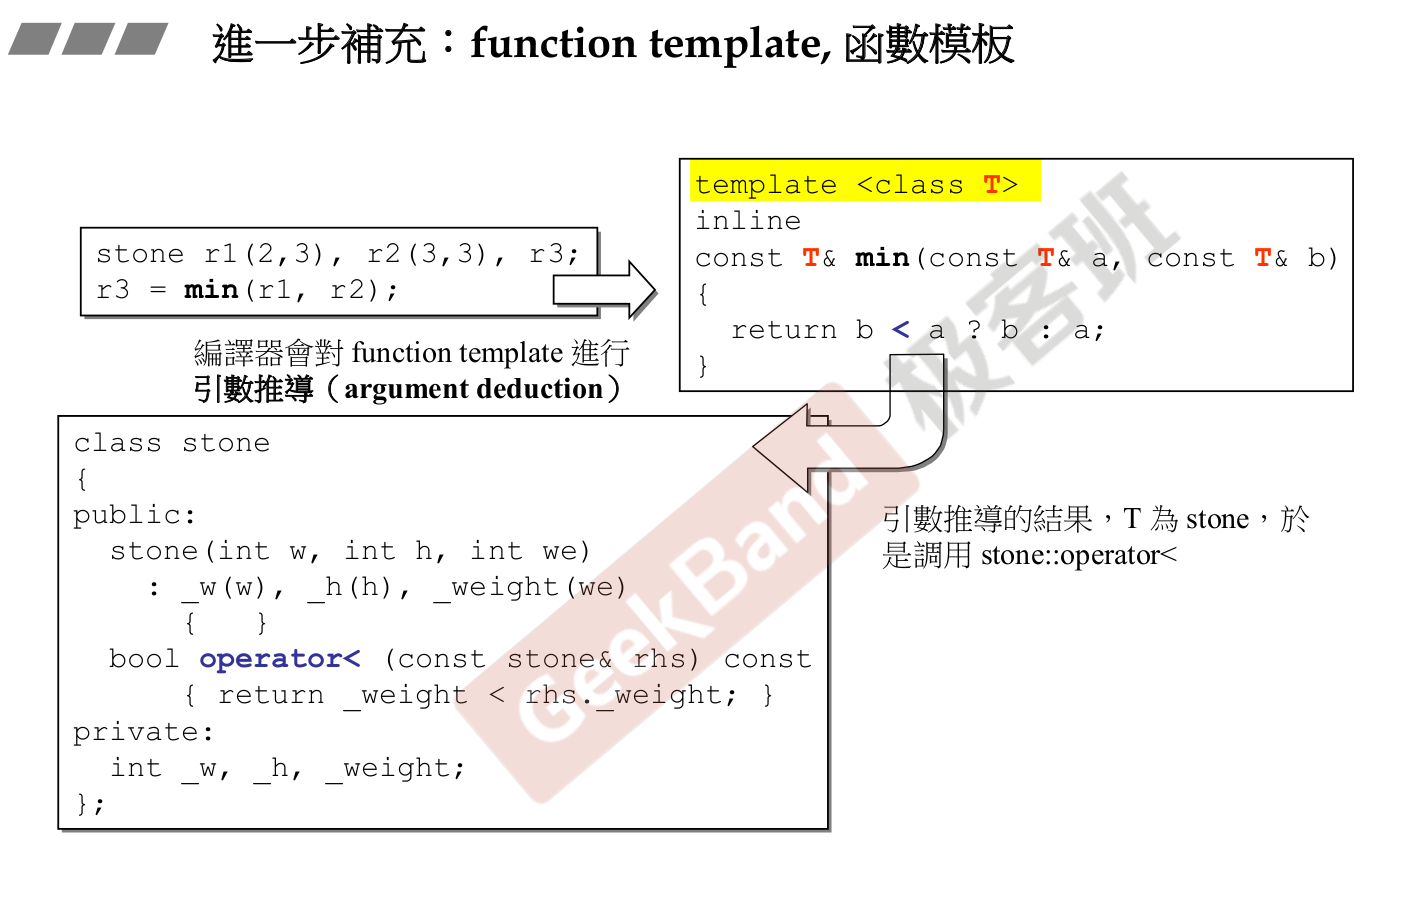 進一步補充：function template, 函數模板
stone r1(2,3), r2(3,3), r3;
r3 = min(r1, r2);
編譯器會對 function template 進行
引數推導（argument deduction）
template <class T>
inline
const T& min(const T& a, const T& b)
{
  return b < a ? b : a;
}
class stone
{
public:
  stone(int w, int h, int we)
    : _w(w), _h(h), _weight(we)
      {   }
  bool operator< (const stone& rhs) const
      { return _weight < rhs._weight; }
private:
  int _w, _h, _weight;
};
引數推導的結果，T 為 stone，於
是調用 stone::operator<
GeekBand 极客班